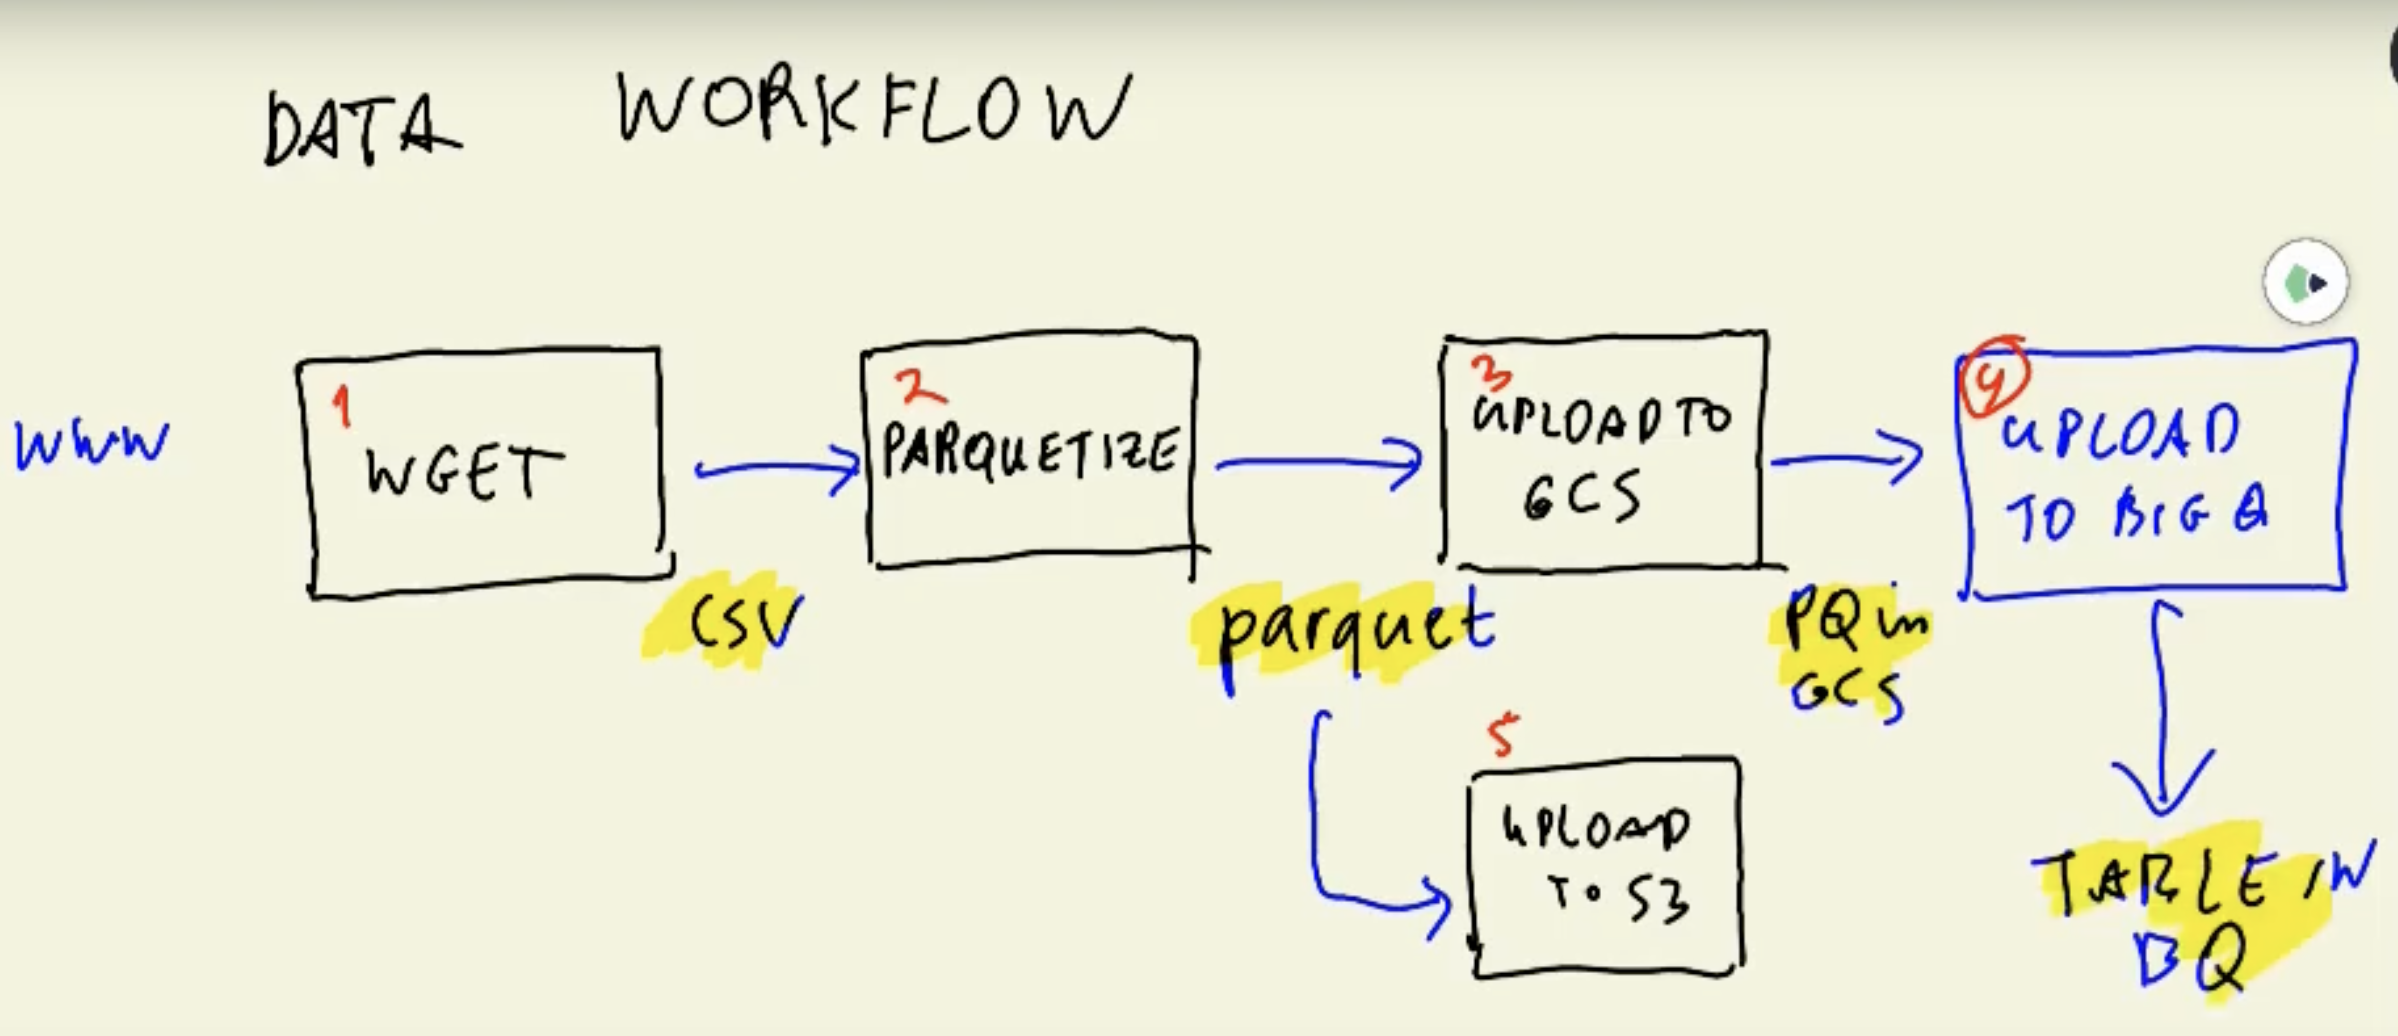 DATA WORKFLOW
WWW
1
WGET
CSV
2
PARQUETIZE
parquet
3
UPLOAD TO
GCS
PQ in
GCS
4
UPLOAD
TO BIG Q
TABLE IN
BQ
5
UPLOAD
TO S3